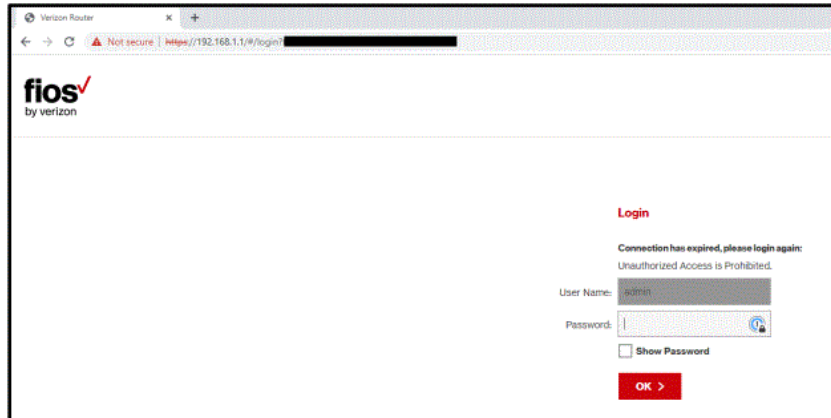 Verizon Router
Not secure | https://192.168.1.1/#/login?
fios
by verizon
Login
Connection has expired, please login again:
Unauthorized Access is Prohibited.
User Name: admin
Password:
Show Password
OK >